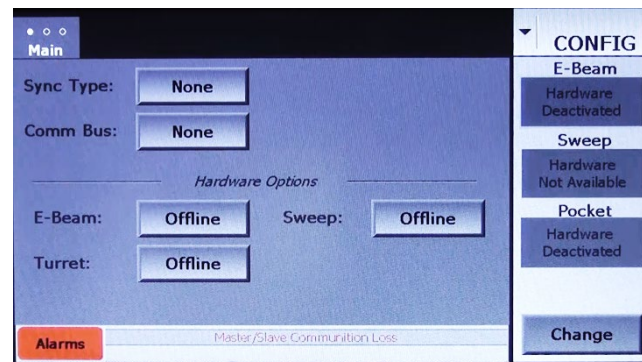 Main
CONFIG
Sync Type: None
Comm Bus: None
Hardware Options
E-Beam: Offline Sweep: Offline
Turret: Offline
E-Beam
Hardware
Deactivated
Sweep
Hardware
Not Available
Pocket
Hardware
Deactivated
Alarms
Master/Slave Communition Loss
Change